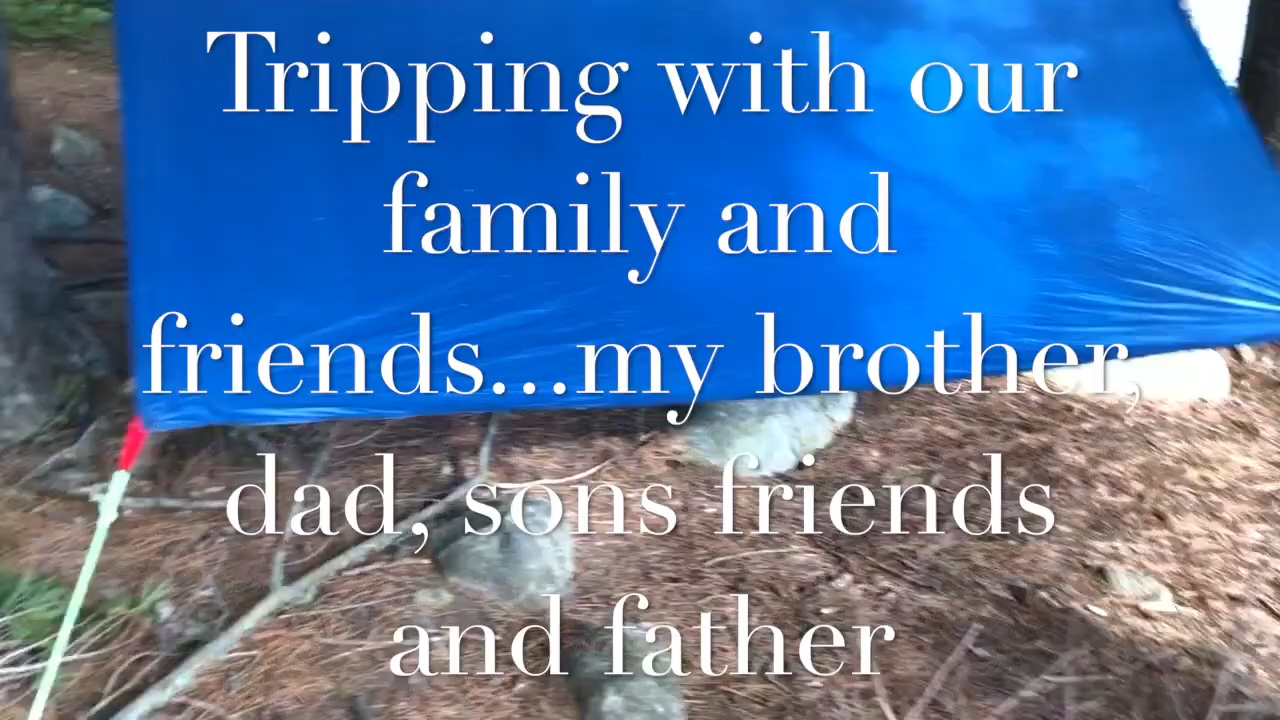 Tripping with our
family and
friends...my brother,
dad, sons friends
and father